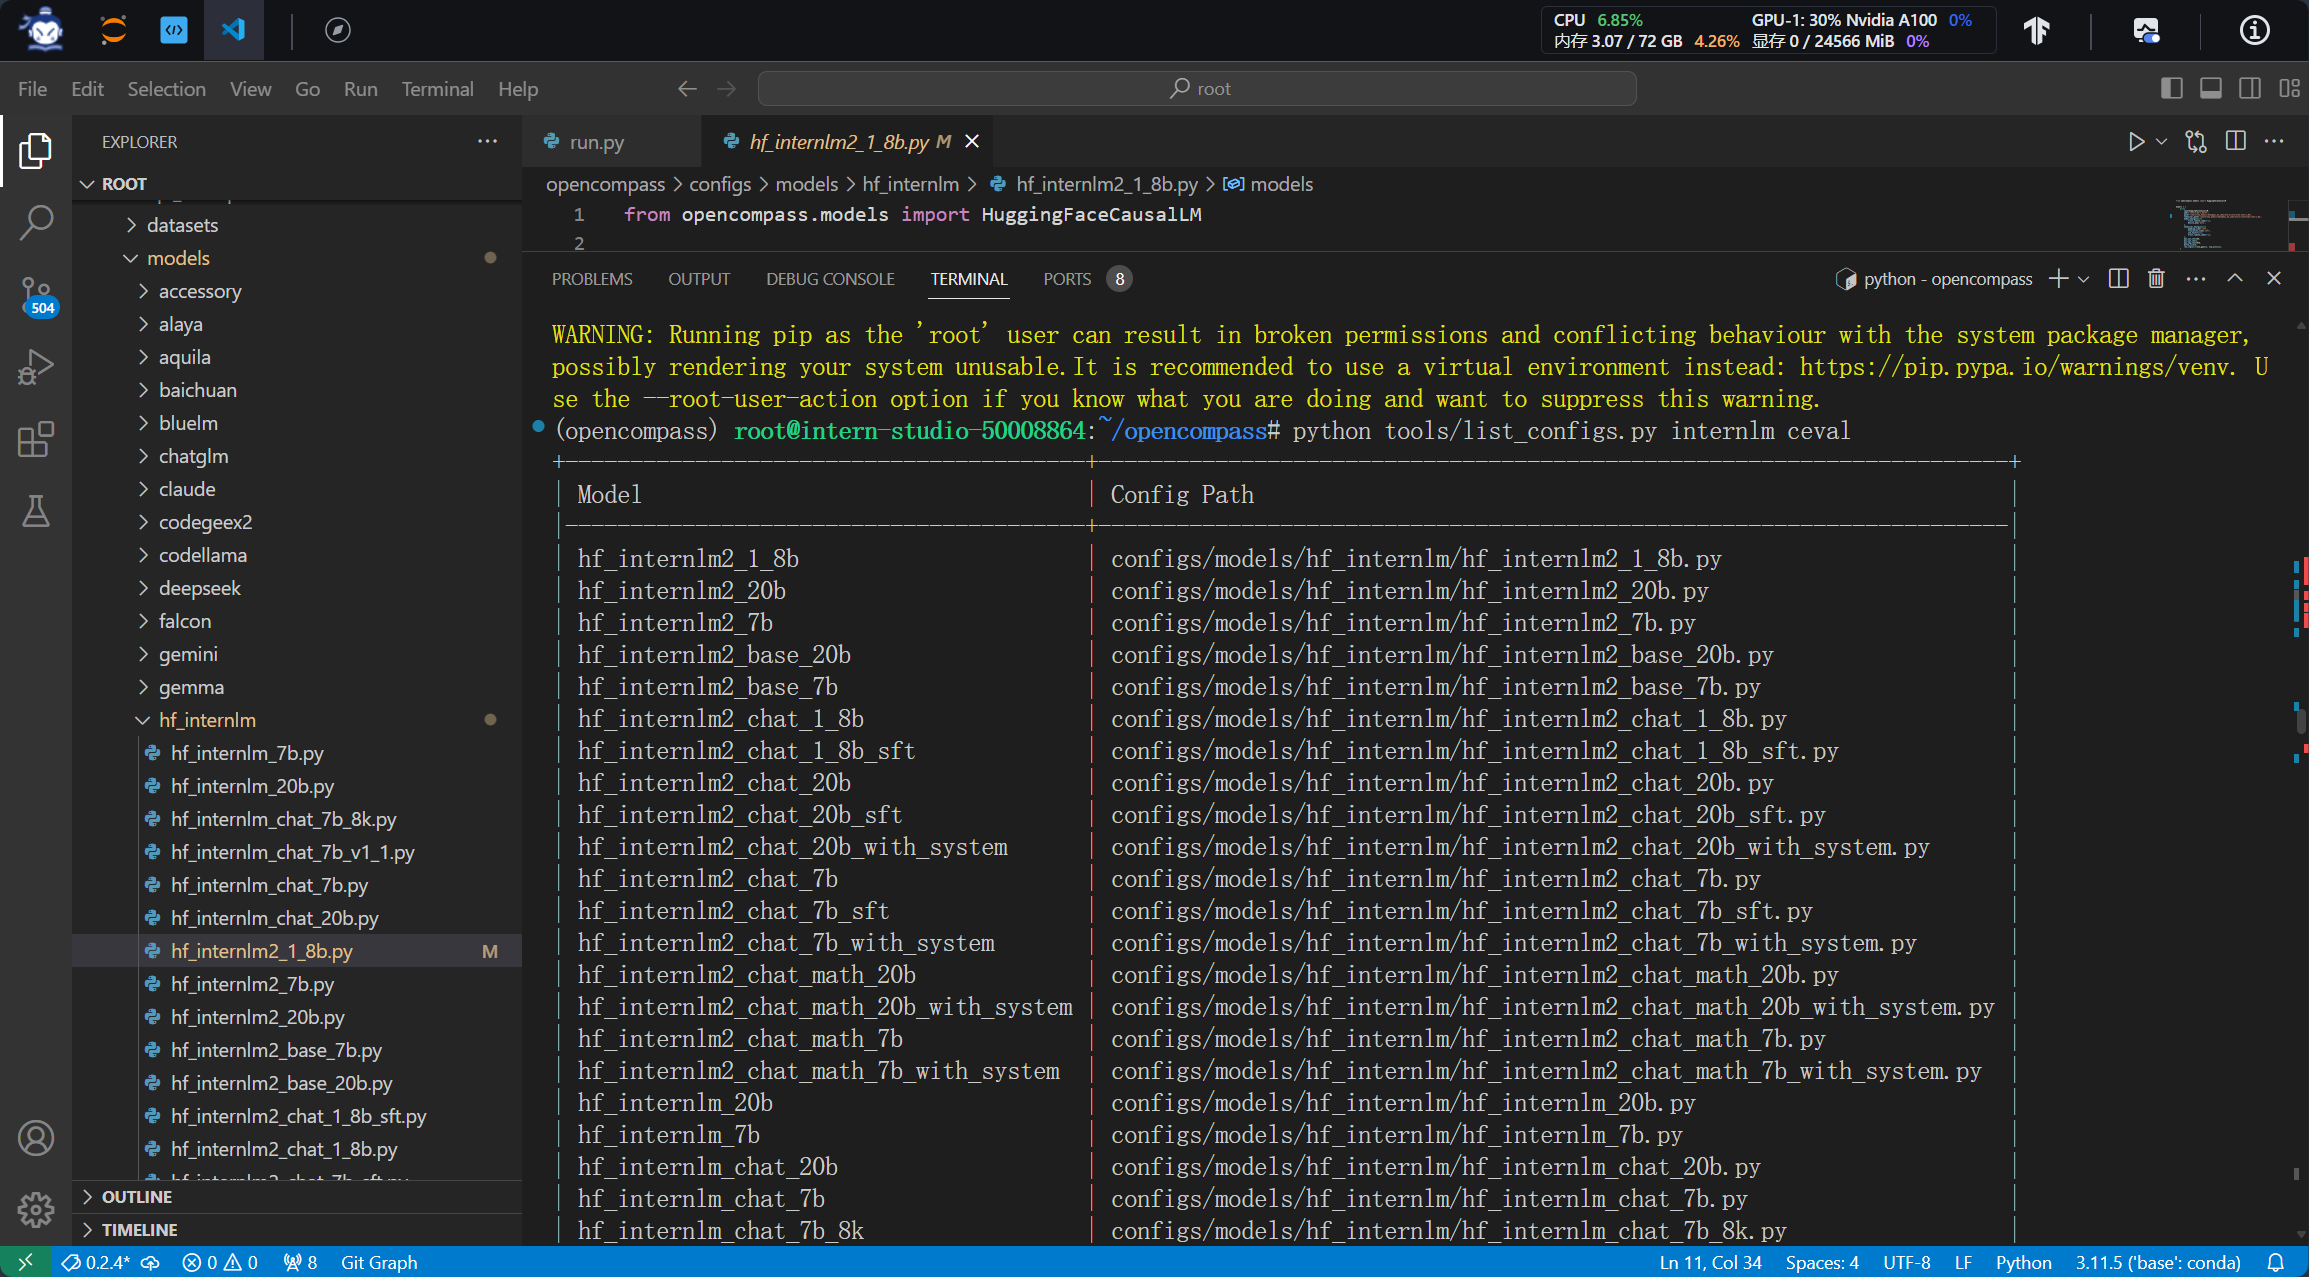 CPU 6.85% GPU-1: 30% Nvidia A100 0%
内存 3.07 / 72 GB 4.26% 显存 0 / 24566 MiB 0%
File Edit Selection View Go Run Terminal Help
root
EXPLORER
ROOT
datasets
models
accessory
alaya
aquila
baichuan
bluelm
chatglm
claude
codegeex2
codellama
deepseek
falcon
gemini
gemma
hf_internlm
hf_internlm_7b.py
hf_internlm_20b.py
hf_internlm_chat_7b_8k.py
hf_internlm_chat_7b_v1_1.py
hf_internlm_chat_7b.py
hf_internlm_chat_20b.py
hf_internlm2_1_8b.py M
hf_internlm2_7b.py
hf_internlm2_20b.py
hf_internlm2_base_7b.py
hf_internlm2_base_20b.py
hf_internlm2_chat_1_8b_sft.py
hf_internlm2_chat_1_8b.py
OUTLINE
TIMELINE
504
run.py hf_internlm2_1_8b.py M
opencompass > configs > models > hf_internlm > hf_internlm2_1_8b.py > models
1 from opencompass.models import HuggingFaceCausalLM
2
PROBLEMS OUTPUT DEBUG CONSOLE TERMINAL PORTS 8
python - opencompass
WARNING: Running pip as the 'root' user can result in broken permissions and conflicting behaviour with the system package manager,
possibly rendering your system unusable.It is recommended to use a virtual environment instead: https://pip.pypa.io/warnings/venv. U
se the --root-user-action option if you know what you are doing and want to suppress this warning.
(opencompass) root@intern-studio-50008864:~/opencompass# python tools/list_configs.py internlm ceval
| Model | Config Path |
| hf_internlm2_1_8b | configs/models/hf_internlm/hf_internlm2_1_8b.py |
| hf_internlm2_20b | configs/models/hf_internlm/hf_internlm2_20b.py |
| hf_internlm2_7b | configs/models/hf_internlm/hf_internlm2_7b.py |
| hf_internlm2_base_20b | configs/models/hf_internlm/hf_internlm2_base_20b.py |
| hf_internlm2_base_7b | configs/models/hf_internlm/hf_internlm2_base_7b.py |
| hf_internlm2_chat_1_8b | configs/models/hf_internlm/hf_internlm2_chat_1_8b.py |
| hf_internlm2_chat_1_8b_sft | configs/models/hf_internlm/hf_internlm2_chat_1_8b_sft.py |
| hf_internlm2_chat_20b | configs/models/hf_internlm/hf_internlm2_chat_20b.py |
| hf_internlm2_chat_20b_sft | configs/models/hf_internlm/hf_internlm2_chat_20b_sft.py |
| hf_internlm2_chat_20b_with_system | configs/models/hf_internlm/hf_internlm2_chat_20b_with_system.py |
| hf_internlm2_chat_7b | configs/models/hf_internlm/hf_internlm2_chat_7b.py |
| hf_internlm2_chat_7b_sft | configs/models/hf_internlm/hf_internlm2_chat_7b_sft.py |
| hf_internlm2_chat_7b_with_system | configs/models/hf_internlm/hf_internlm2_chat_7b_with_system.py |
| hf_internlm2_chat_math_20b | configs/models/hf_internlm/hf_internlm2_chat_math_20b.py |
| hf_internlm2_chat_math_20b_with_system | configs/models/hf_internlm/hf_internlm2_chat_math_20b_with_system.py |
| hf_internlm2_chat_math_7b | configs/models/hf_internlm/hf_internlm2_chat_math_7b.py |
| hf_internlm2_chat_math_7b_with_system | configs/models/hf_internlm/hf_internlm2_chat_math_7b_with_system.py |
| hf_internlm_20b | configs/models/hf_internlm/hf_internlm_20b.py |
| hf_internlm_7b | configs/models/hf_internlm/hf_internlm_7b.py |
| hf_internlm_chat_20b | configs/models/hf_internlm/hf_internlm_chat_20b.py |
| hf_internlm_chat_7b | configs/models/hf_internlm/hf_internlm_chat_7b.py |
| hf_internlm_chat_7b_8k | configs/models/hf_internlm/hf_internlm_chat_7b_8k.py |
0.2.4* 0 0 8 Git Graph Ln 11, Col 34 Spaces: 4 UTF-8 LF Python 3.11.5 ('base': conda)